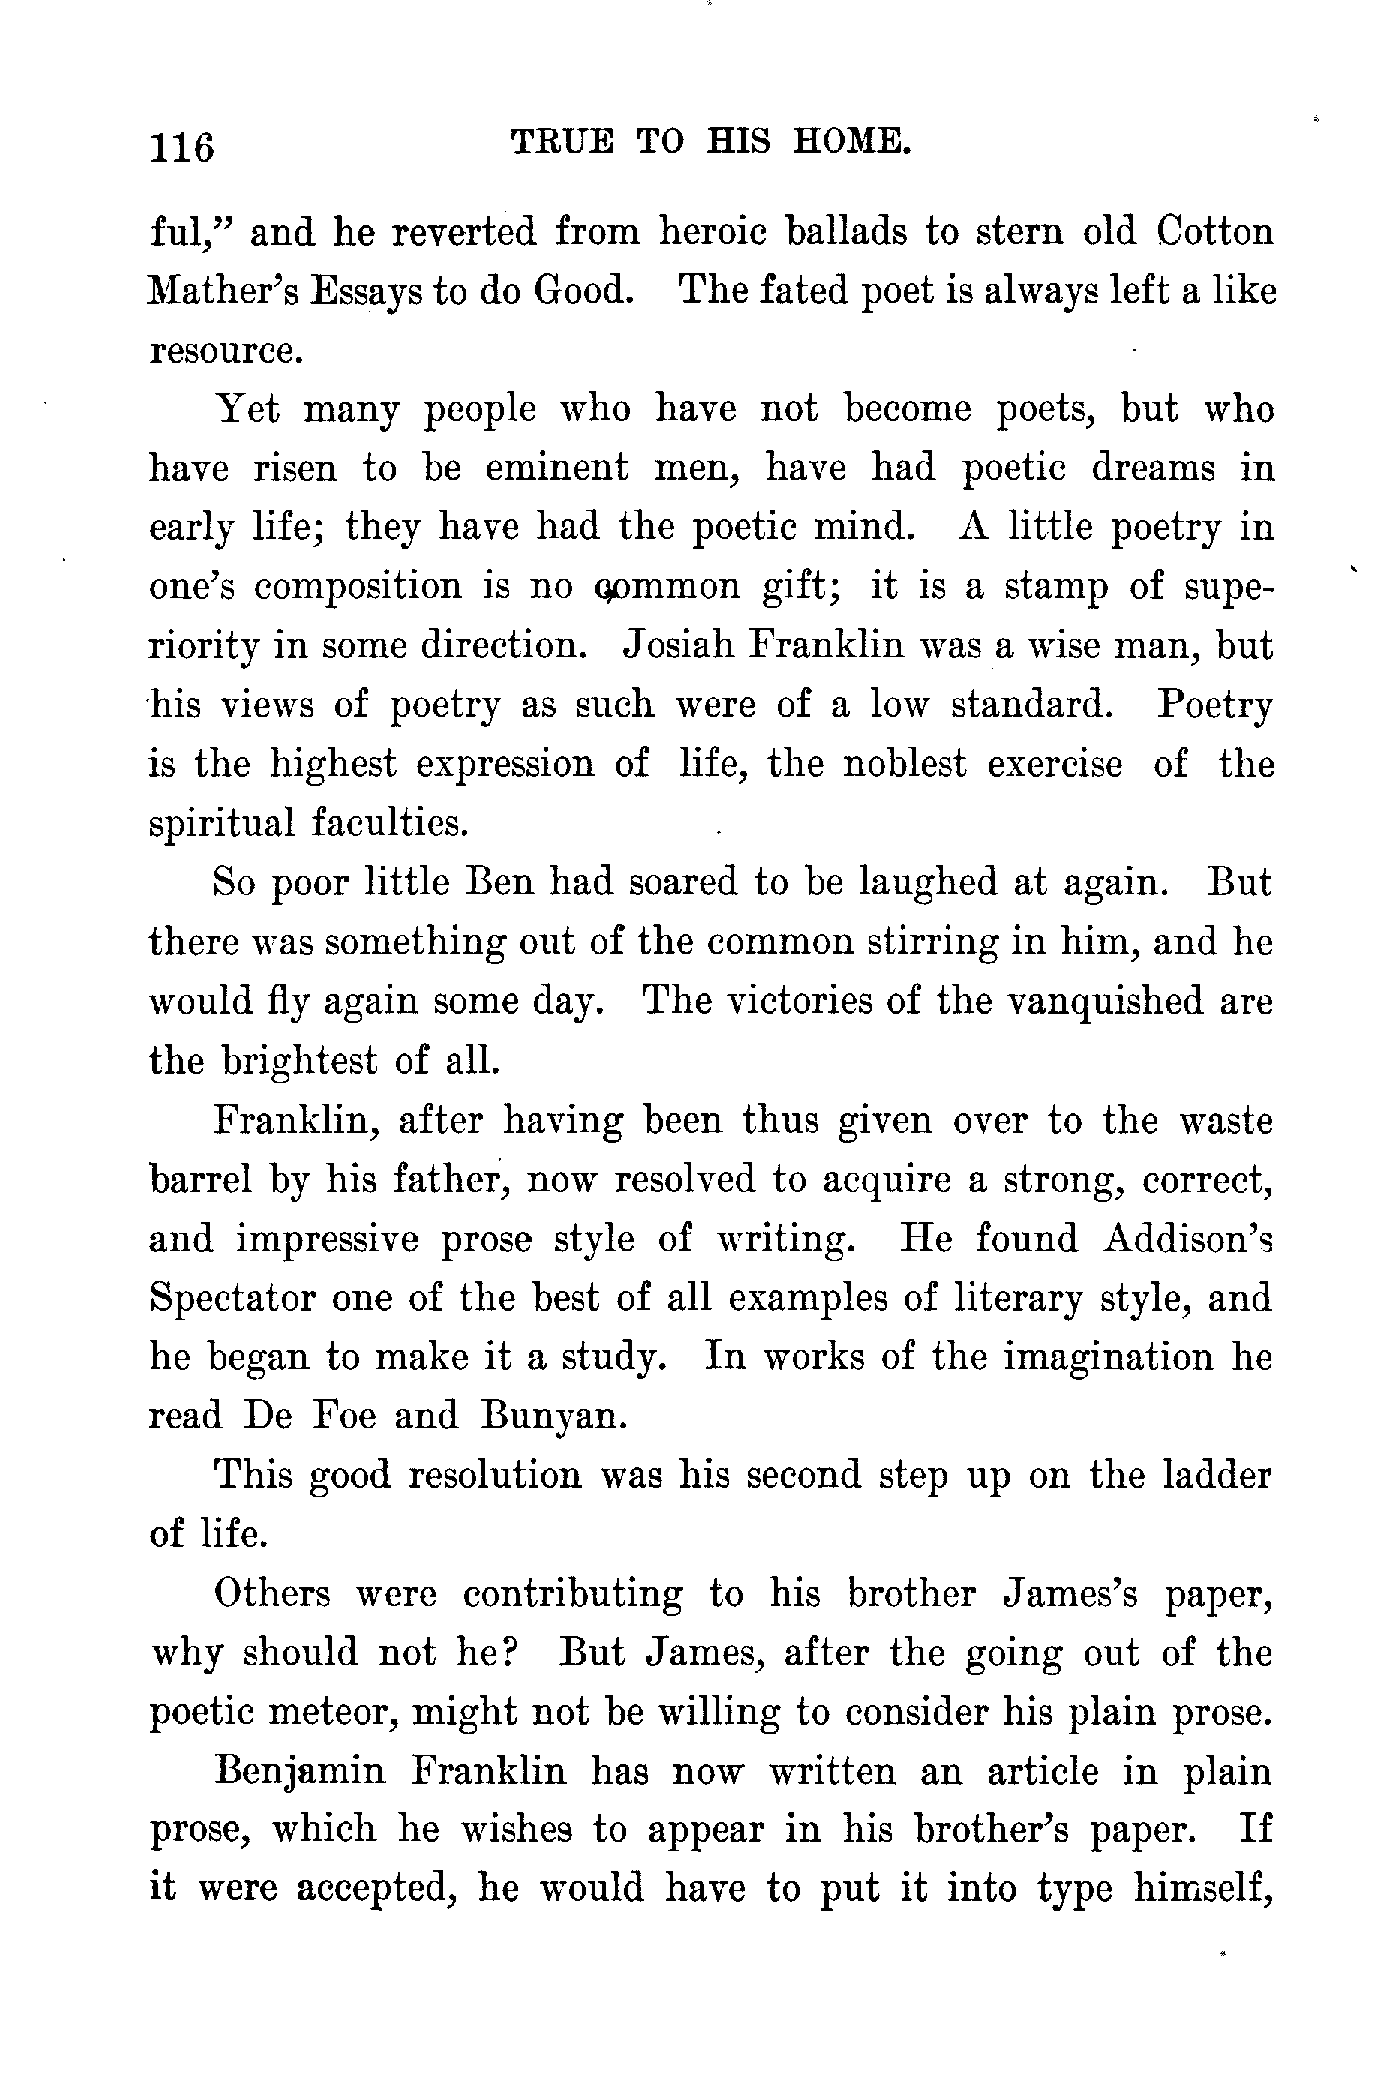 116 TRUE TO HIS HOME.
ful,” and he reverted from heroic ballads to stern old Cotton
Mather’s Essays to do Good. The fated poet is always left a like
resource.
Yet many people who have not become poets, but who
have risen to be eminent men, have had poetic dreams in
early life; they have had the poetic mind. A little poetry in
one’s composition is no common gift; it is a stamp of supe-
riority in some direction. Josiah Franklin was a wise man, but
his views of poetry as such were of a low standard. Poetry
is the highest expression of life, the noblest exercise of the
spiritual faculties.
So poor little Ben had soared to be laughed at again. But
there was something out of the common stirring in him, and he
would fly again some day. The victories of the vanquished are
the brightest of all.
Franklin, after having been thus given over to the waste
barrel by his father, now resolved to acquire a strong, correct,
and impressive prose style of writing. He found Addison’s
Spectator one of the best of all examples of literary style, and
he began to make it a study. In works of the imagination he
read De Foe and Bunyan.
This good resolution was his second step up on the ladder
of life.
Others were contributing to his brother James’s paper,
why should not he? But James, after the going out of the
poetic meteor, might not be willing to consider his plain prose.
Benjamin Franklin has now written an article in plain
prose, which he wishes to appear in his brother’s paper. If
it were accepted, he would have to put it into type himself,